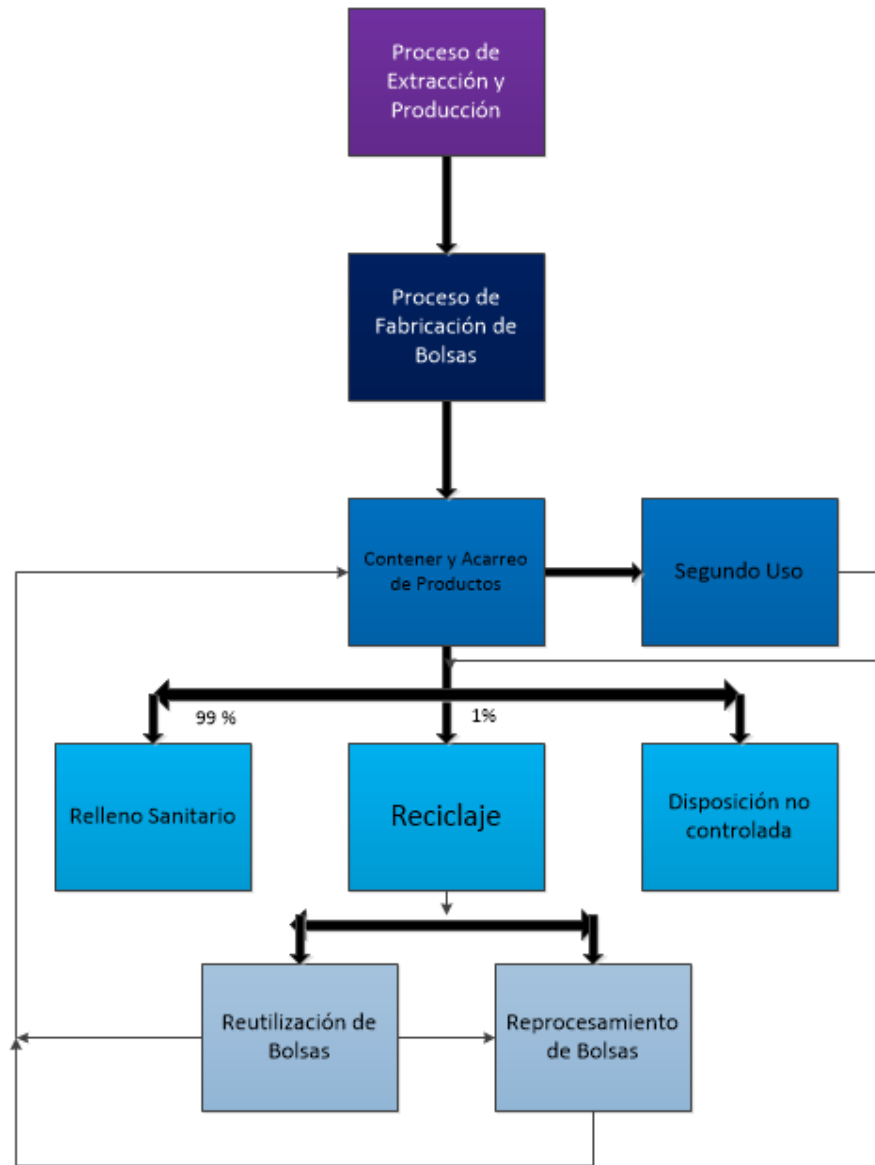 Proceso de
Extracción y
Producción
Proceso de
Fabricación de
Bolsas
Contener y Acarreo
de Productos
Segundo Uso
99 %
1%
Relleno Sanitario
Reciclaje
Disposición no
controlada
Reutilización de
Bolsas
Reprocesamiento
de Bolsas